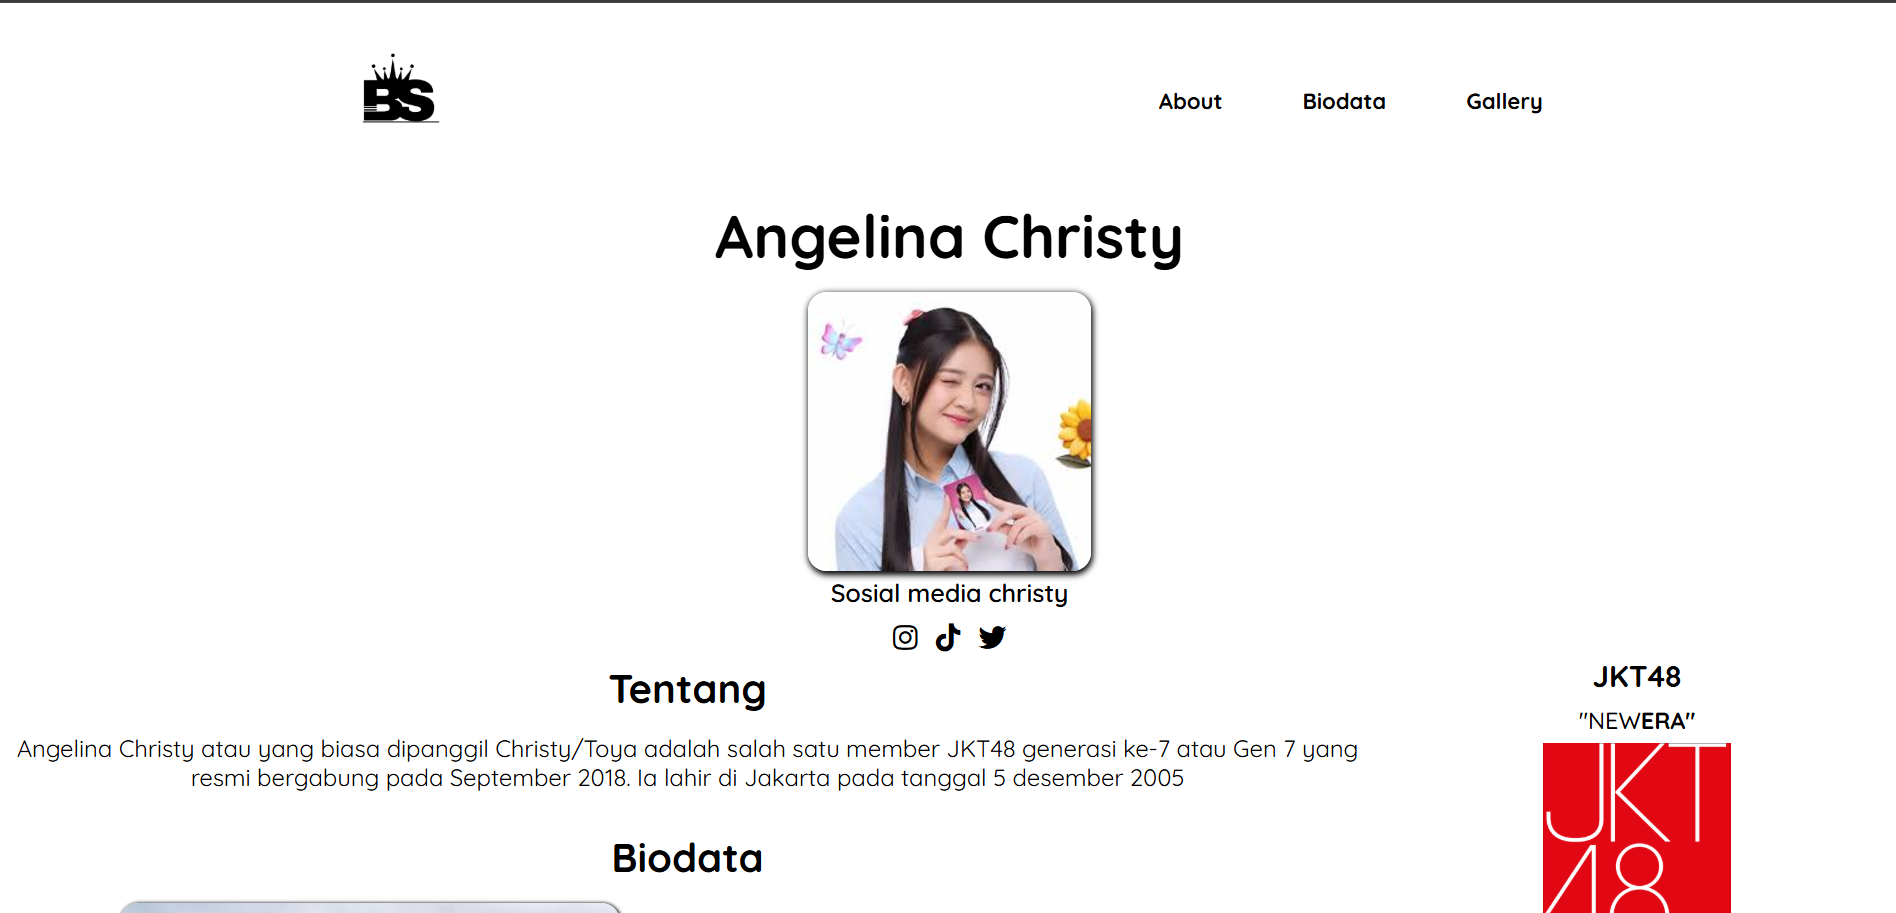 BS
About
Biodata
Gallery
Angelina Christy
Sosial media christy
Tentang
Angelina Christy atau yang biasa dipanggil Christy/Toya adalah salah satu member JKT48 generasi ke-7 atau Gen 7 yang
resmi bergabung pada September 2018. Ia lahir di Jakarta pada tanggal 5 desember 2005
Biodata
JKT48
"NEWERA"
JKT
48